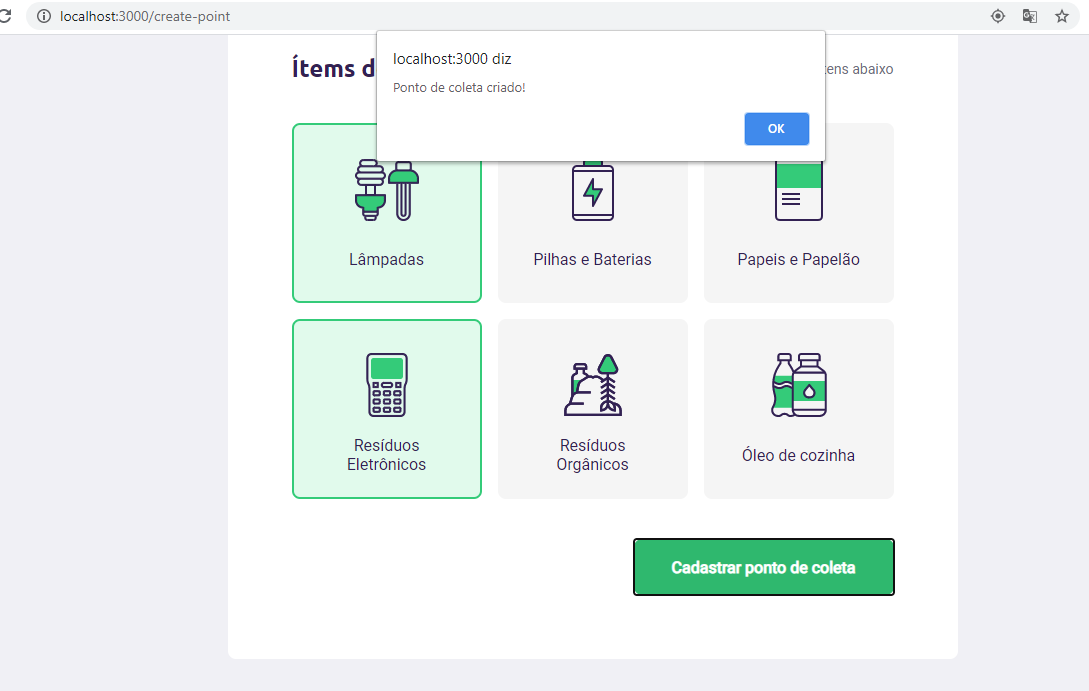 localhost:3000/create-point
localhost:3000 diz
Ponto de coleta criado!
OK
Ítems d
abaixo
Lâmpadas
Pilhas e Baterias
Papeis e Papelão
Resíduos
Eletrônicos
Resíduos
Orgânicos
Óleo de cozinha
Cadastrar ponto de coleta